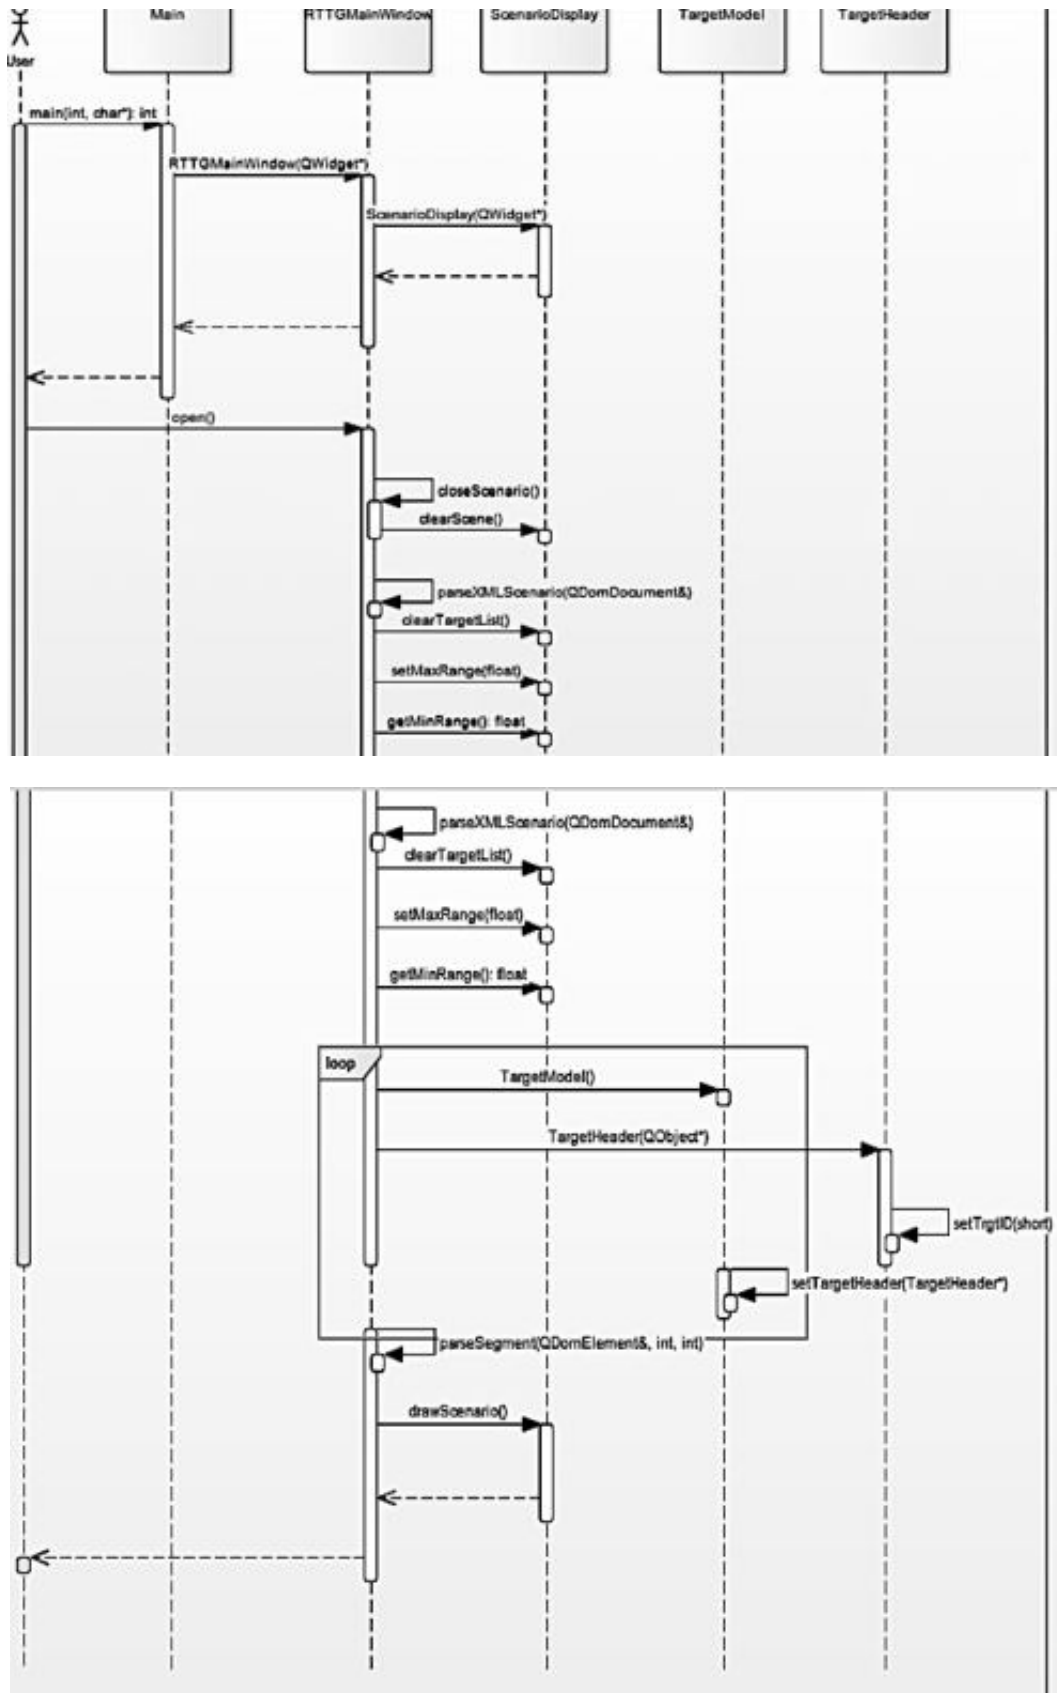 Main
RTTGMainWindow
ScenarioDisplay
TargetModel
TargetHeader
User
main(int, char*): int
RTTGMainWindow(QWidget*)
ScenarioDisplay(QWidget*)
open()
closeScenario()
clearScene()
parseXMLScenario(QDomDocument&)
clearTargetList()
setMaxRange(float)
getMinRange(): float
parseXMLScenario(QDomDocument&)
clearTargetList()
setMaxRange(float)
getMinRange(): float
loop
TargetModel()
TargetHeader(QObject*)
setTrgtID(short)
setTargetHeader(TargetHeader*)
parseSegment(QDomElement&, int, int)
drawScenario()